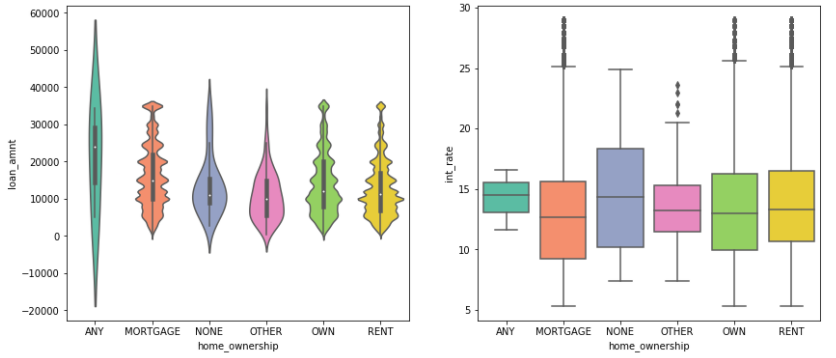 60000
50000
40000
30000
20000
10000
0
−10000
−20000
loan_amnt
ANY MORTGAGE NONE OTHER OWN RENT
home_ownership
30
25
20
15
10
5
int_rate
ANY MORTGAGE NONE OTHER OWN RENT
home_ownership